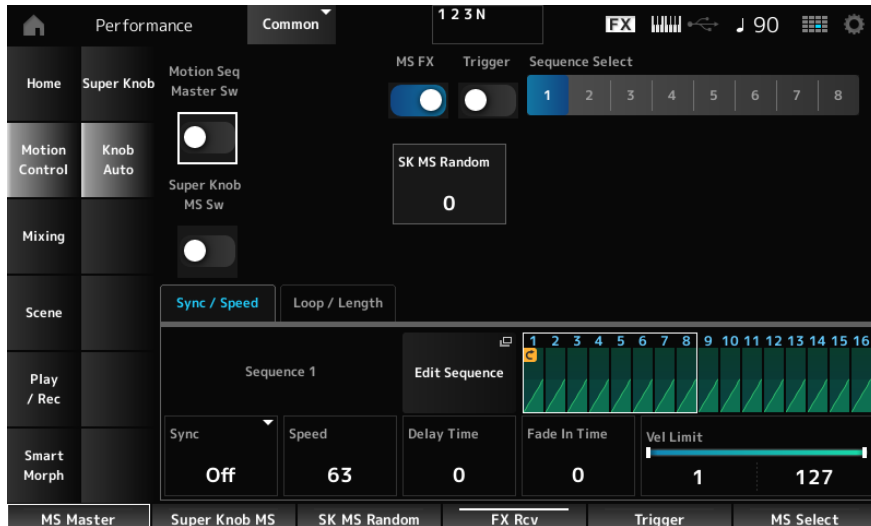 Performance
Common
1 2 3 N
FX
90
Home
Super Knob
Motion Seq
Master Sw
MS FX
Trigger
Sequence Select
1 2 3 4 5 6 7 8
Motion
Control
Knob
Auto
SK MS Random
0
Super Knob
MS Sw
Mixing
Scene
Sync / Speed
Loop / Length
Play
/ Rec
Sequence 1
Edit Sequence
1 2 3 4 5 6 7 8 9 10 11 12 13 14 15 16
Smart
Morph
Sync
Off
Speed
63
Delay Time
0
Fade In Time
0
Vel Limit
1
127
MS Master
Super Knob MS
SK MS Random
FX Rcv
Trigger
MS Select